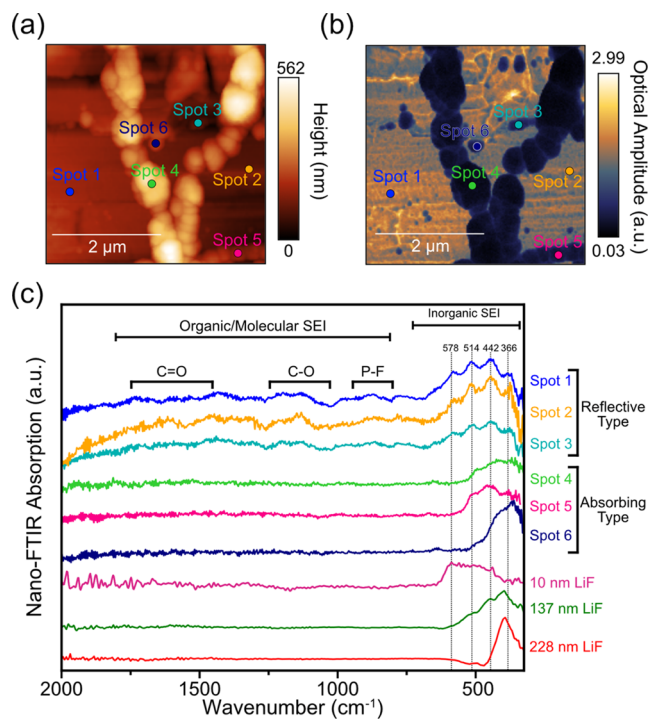 (a)
562
Height (nm)
0
Spot 3
Spot 6
Spot 4
Spot 1
Spot 2
2 µm
Spot 5
(b)
2.99
Optical Amplitude (a.u.)
0.03
Spot 3
Spot 6
Spot 4
Spot 1
Spot 2
2 µm
Spot 5
(c)
Organic/Molecular SEI
Inorganic SEI
C=O
C-O
P-F
578
514
442
366
Spot 1
Spot 2
Spot 3
Reflective
Type
Spot 4
Spot 5
Spot 6
Absorbing
Type
10 nm LiF
137 nm LiF
228 nm LiF
Nano-FTIR Absorption (a.u.)
2000
1500
1000
500
Wavenumber (cm⁻¹)